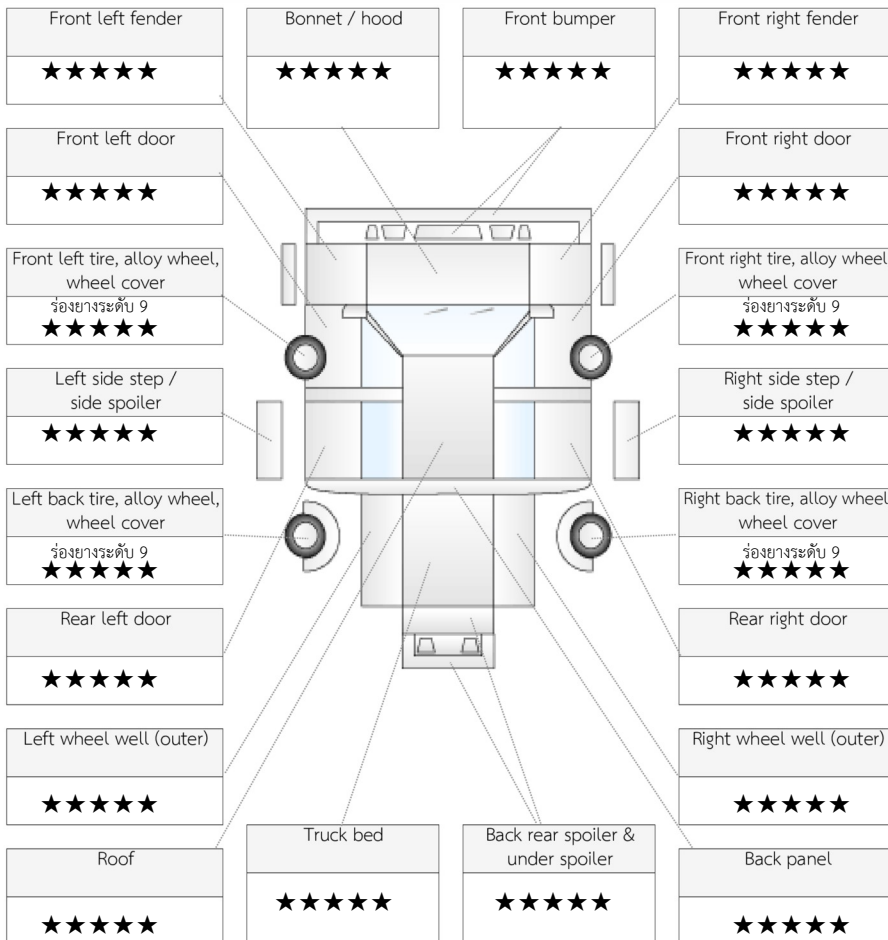 Front left fender
★★★★★
Bonnet / hood
★★★★★
Front bumper
★★★★★
Front right fender
★★★★★
Front left door
★★★★★
Front right door
★★★★★
Front left tire, alloy wheel,
wheel cover
ร่องยางระดับ 9
★★★★★
Front right tire, alloy wheel
wheel cover
ร่องยางระดับ 9
★★★★★
Left side step /
side spoiler
★★★★★
Right side step /
side spoiler
★★★★★
Left back tire, alloy wheel,
wheel cover
ร่องยางระดับ 9
★★★★★
Right back tire, alloy wheel
wheel cover
ร่องยางระดับ 9
★★★★★
Rear left door
★★★★★
Rear right door
★★★★★
Left wheel well (outer)
★★★★★
Right wheel well (outer)
★★★★★
Roof
★★★★★
Truck bed
★★★★★
Back rear spoiler &
under spoiler
★★★★★
Back panel
★★★★★